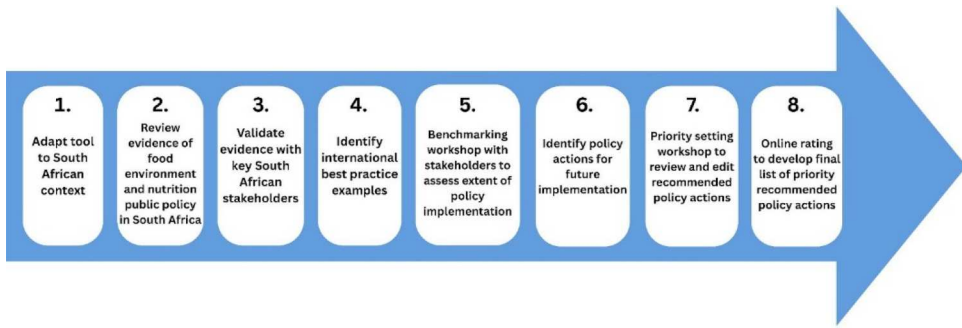 1.
Adapt tool
to South
African
context
2.
Review
evidence of
food
environment
and nutrition
public policy
in South Africa
3.
Validate
evidence with
key South
African
stakeholders
4.
Identify
international
best practice
examples
5.
Benchmarking
workshop with
stakeholders to
assess extent of
policy
implementation
6.
Identify policy
actions for
future
implementation
7.
Priority setting
workshop to
review and edit
recommended
policy actions
8.
Online rating
to develop final
list of priority
recommended
policy actions